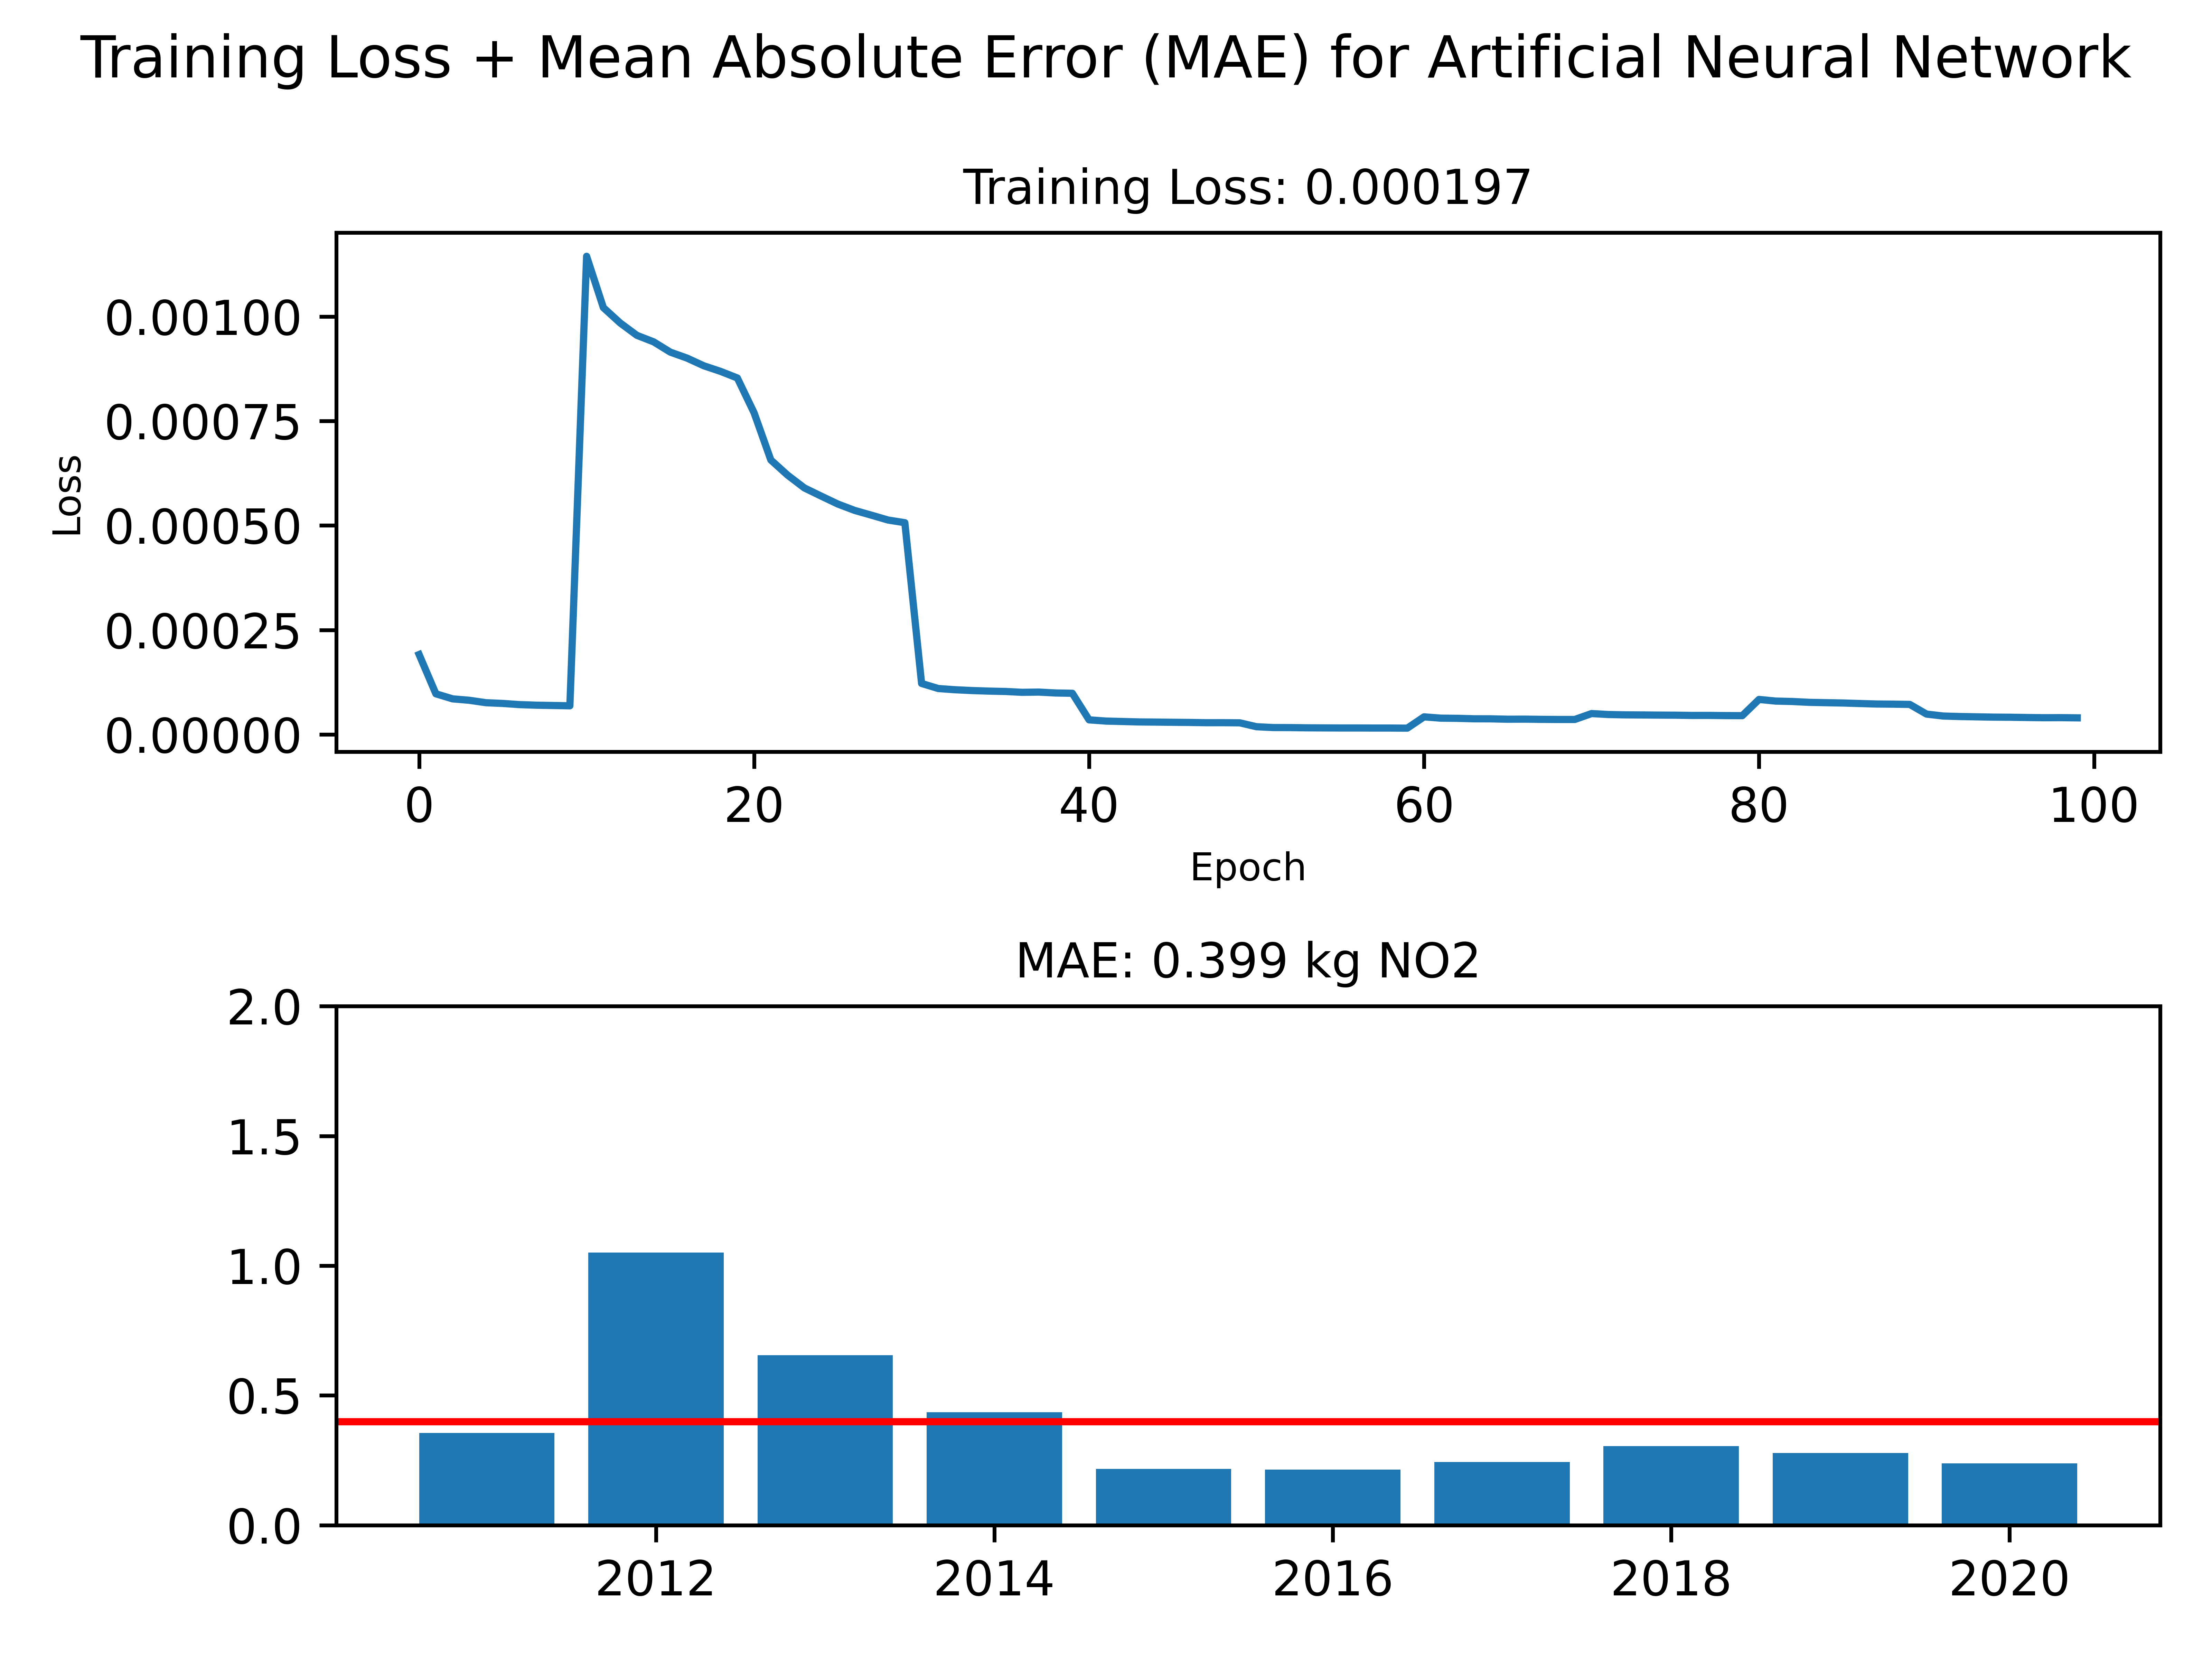 Training Loss + Mean Absolute Error (MAE) for Artificial Neural Network
Training Loss: 0.000197
0.00100
0.00075
0.00050
0.00025
0.00000
Loss
0 20 40 60 80 100
Epoch
MAE: 0.399 kg NO2
2.0
1.5
1.0
0.5
0.0
2012 2014 2016 2018 2020